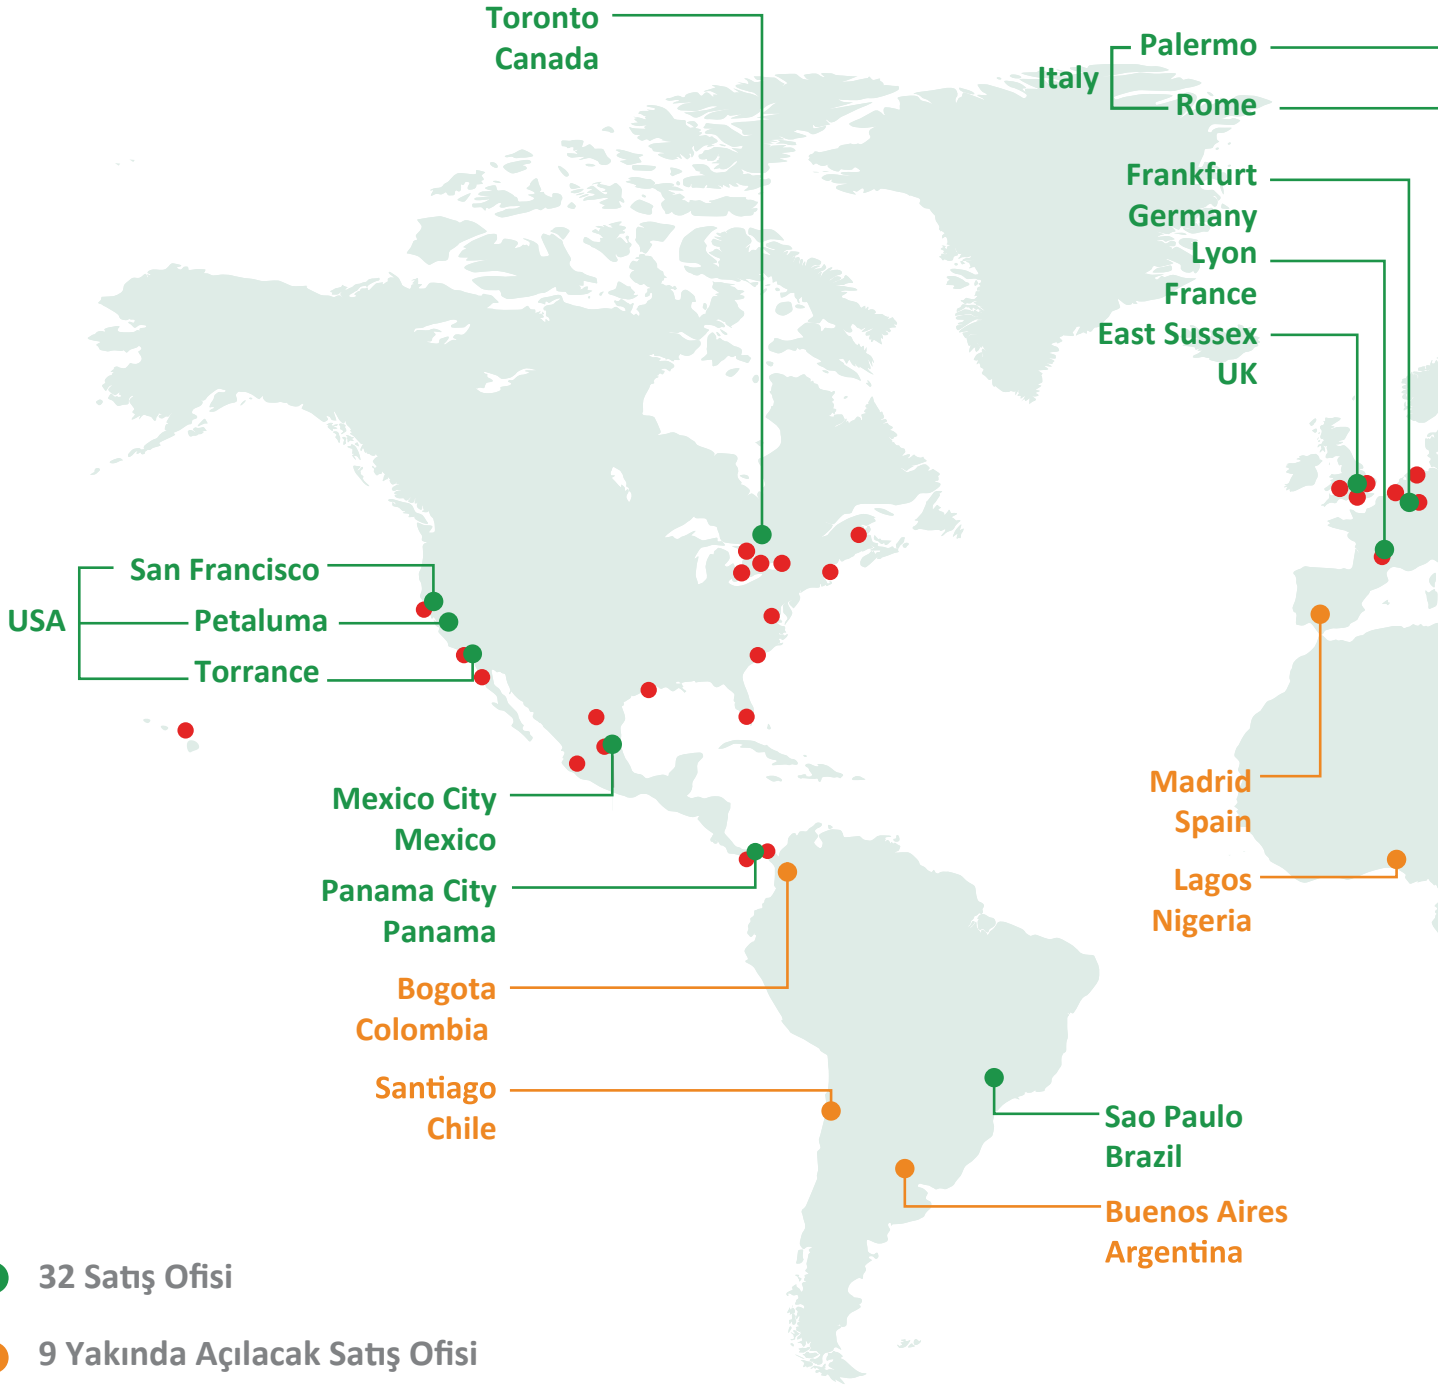 Toronto
Canada
Italy
Palermo
Rome
Frankfurt
Germany
Lyon
France
East Sussex
UK
USA
San Francisco
Petaluma
Torrance
Mexico City
Mexico
Panama City
Panama
Bogota
Colombia
Santiago
Chile
Madrid
Spain
Lagos
Nigeria
Sao Paulo
Brazil
Buenos Aires
Argentina
32 Satış Ofisi
9 Yakında Açılacak Satış Ofisi